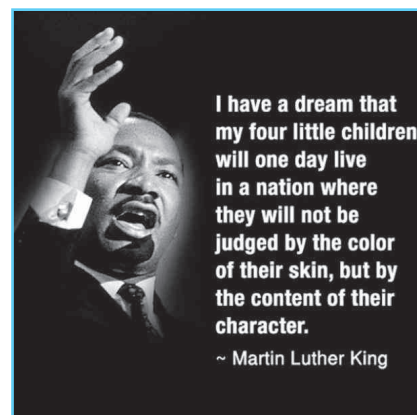 I have a dream that
my four little children
will one day live
in a nation where
they will not be
judged by the color
of their skin, but by
the content of their
character.
~ Martin Luther King